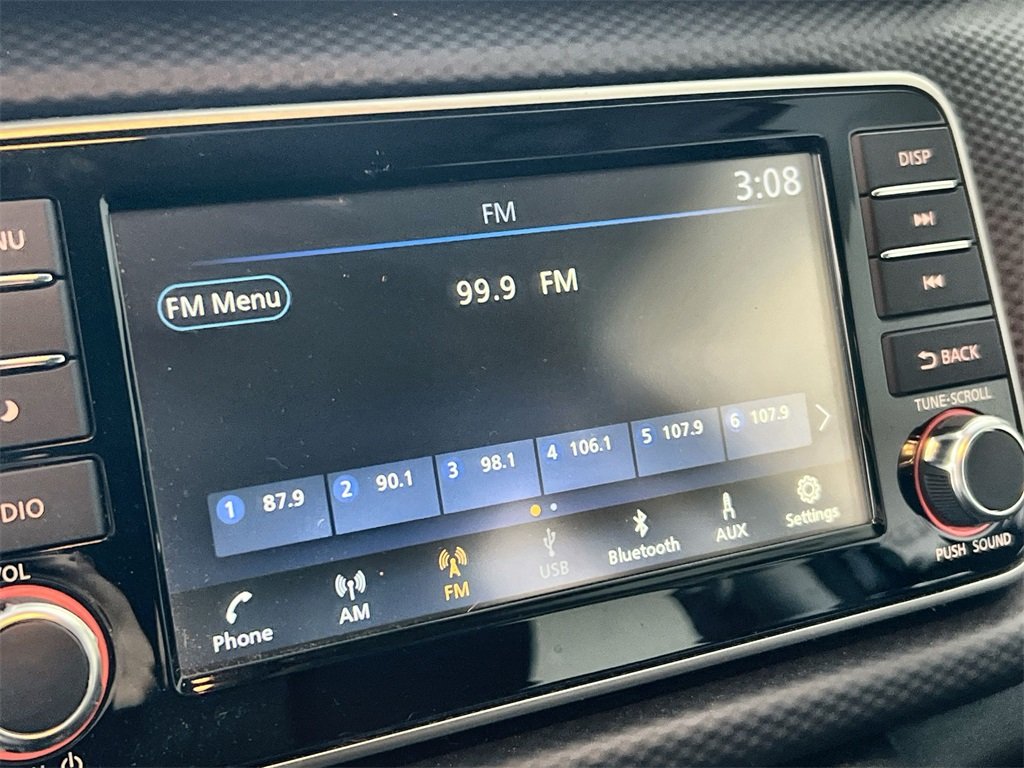 DISP
3:08
FM
NU
FM Menu
99.9 FM
BACK
TUNE·SCROLL
1 87.9
2 90.1
3 98.1
4 106.1
5 107.9
6 107.9
DIO
VOL
Phone
AM
FM
USB
Bluetooth
AUX
Settings
PUSH SOUND